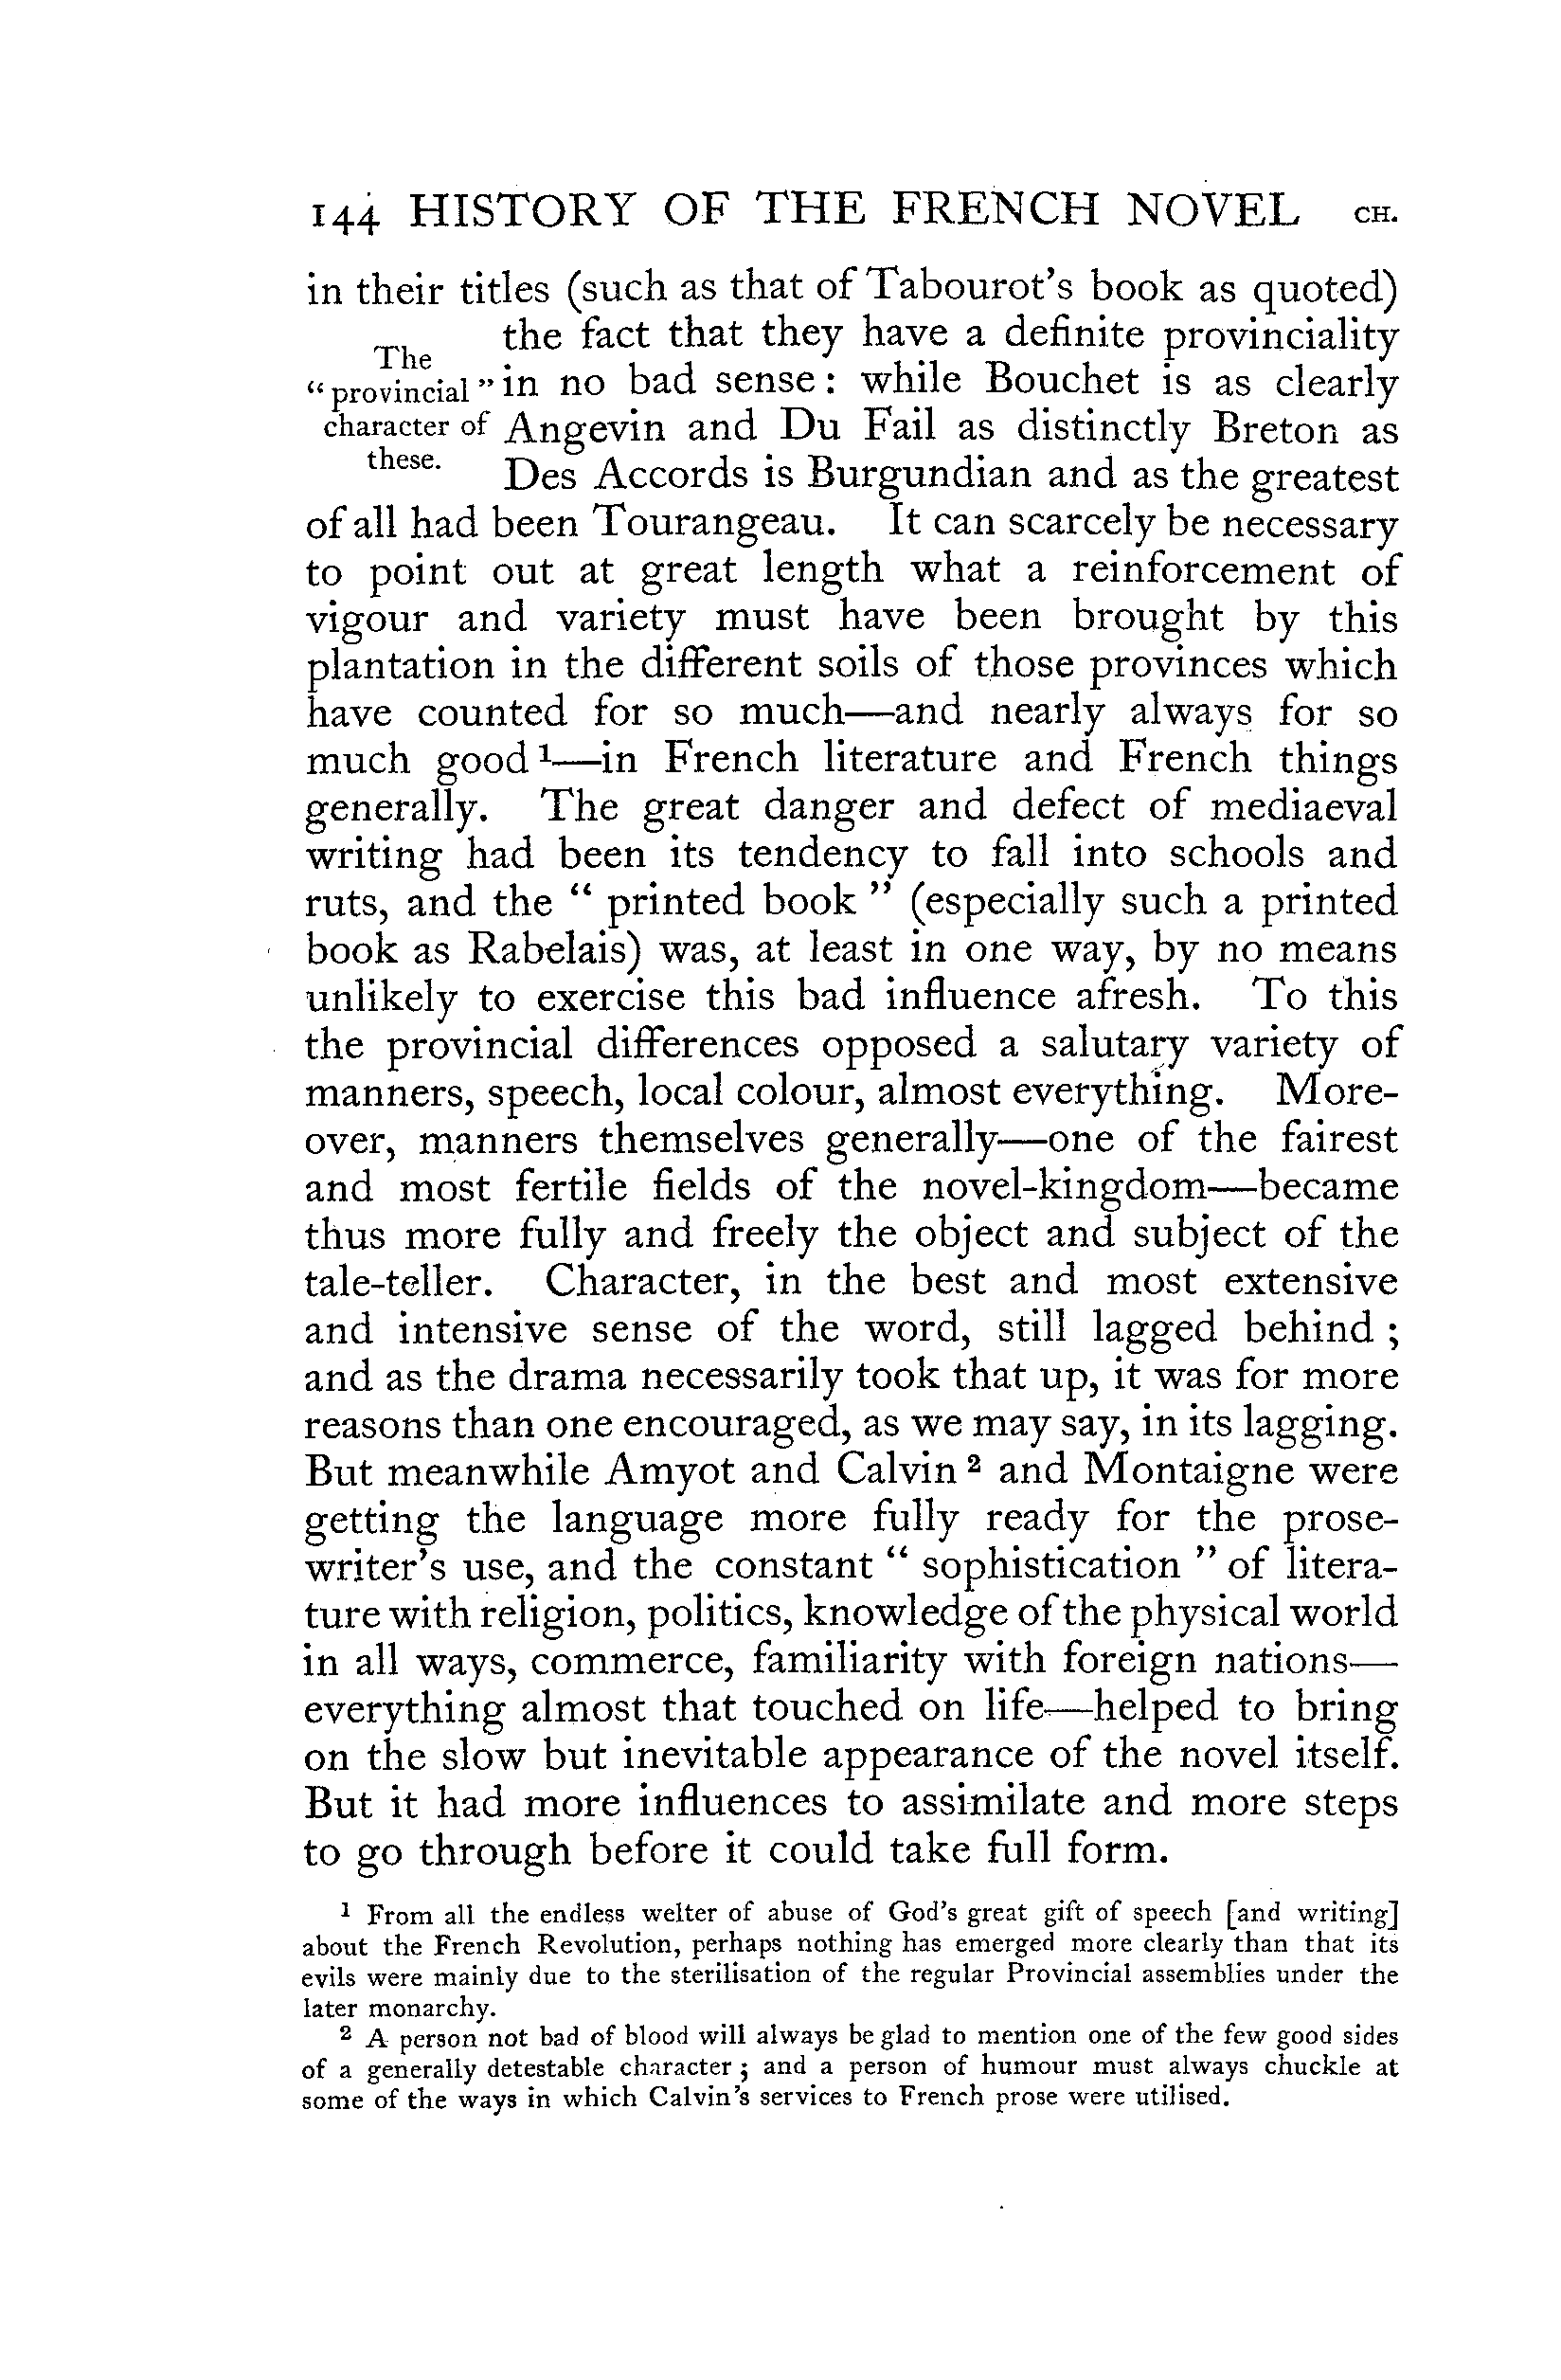 144 HISTORY OF THE FRENCH NOVEL CH.
in their titles (such as that of Tabourot's book as quoted)
the fact that they have a definite provinciality
The
"provincial"
character of
these.
in no bad sense: while Bouchet is as clearly
Angevin and Du Fail as distinctly Breton as
Des Accords is Burgundian and as the greatest
of all had been Tourangeau. It can scarcely be necessary
to point out at great length what a reinforcement of
vigour and variety must have been brought by this
plantation in the different soils of those provinces which
have counted for so much—and nearly always for so
much good ¹—in French literature and French things
generally. The great danger and defect of mediaeval
writing had been its tendency to fall into schools and
ruts, and the " printed book " (especially such a printed
book as Rabelais) was, at least in one way, by no means
unlikely to exercise this bad influence afresh. To this
the provincial differences opposed a salutary variety of
manners, speech, local colour, almost everything. More-
over, manners themselves generally—one of the fairest
and most fertile fields of the novel-kingdom—became
thus more fully and freely the object and subject of the
tale-teller. Character, in the best and most extensive
and intensive sense of the word, still lagged behind ;
and as the drama necessarily took that up, it was for more
reasons than one encouraged, as we may say, in its lagging.
But meanwhile Amyot and Calvin ² and Montaigne were
getting the language more fully ready for the prose-
writer's use, and the constant " sophistication " of litera-
ture with religion, politics, knowledge of the physical world
in all ways, commerce, familiarity with foreign nations—
everything almost that touched on life—helped to bring
on the slow but inevitable appearance of the novel itself.
But it had more influences to assimilate and more steps
to go through before it could take full form.
¹ From all the endless welter of abuse of God's great gift of speech [and writing]
about the French Revolution, perhaps nothing has emerged more clearly than that its
evils were mainly due to the sterilisation of the regular Provincial assemblies under the
later monarchy.
² A person not bad of blood will always be glad to mention one of the few good sides
of a generally detestable character ; and a person of humour must always chuckle at
some of the ways in which Calvin's services to French prose were utilised.